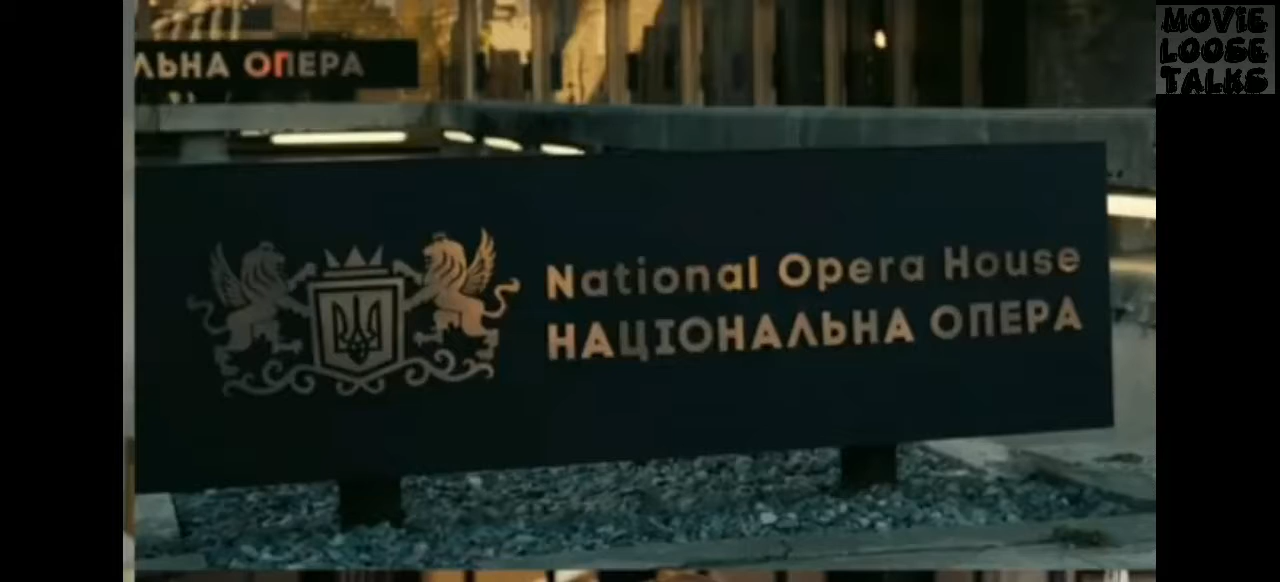 MOVIE
LOOSE
TALKS
ЛЬНА ОПЕРА
National Opera House
НАЦІОНАЛЬНА ОПЕРА